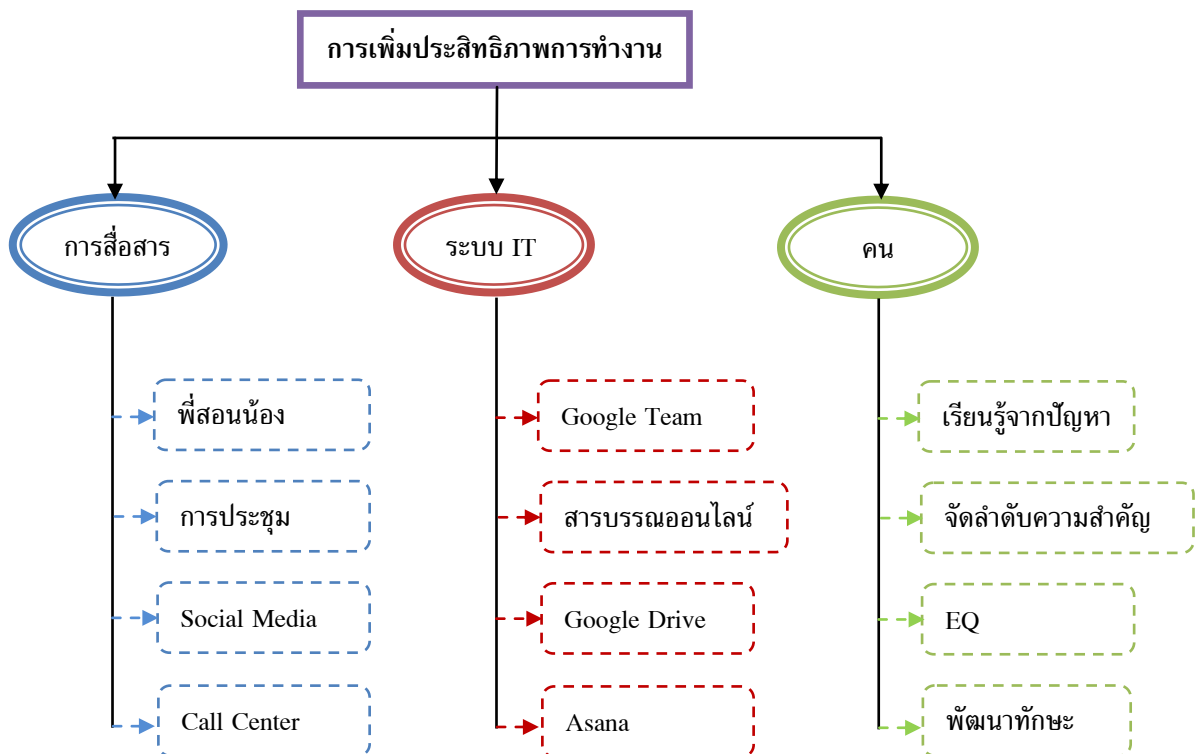 การเพิ่มประสิทธิภาพการทำงาน
การสื่อสาร
พี่สอนน้อง
การประชุม
Social Media
Call Center
ระบบ IT
Google Team
สารบรรณออนไลน์
Google Drive
Asana
คน
เรียนรู้จากปัญหา
จัดลำดับความสำคัญ
EQ
พัฒนาทักษะ